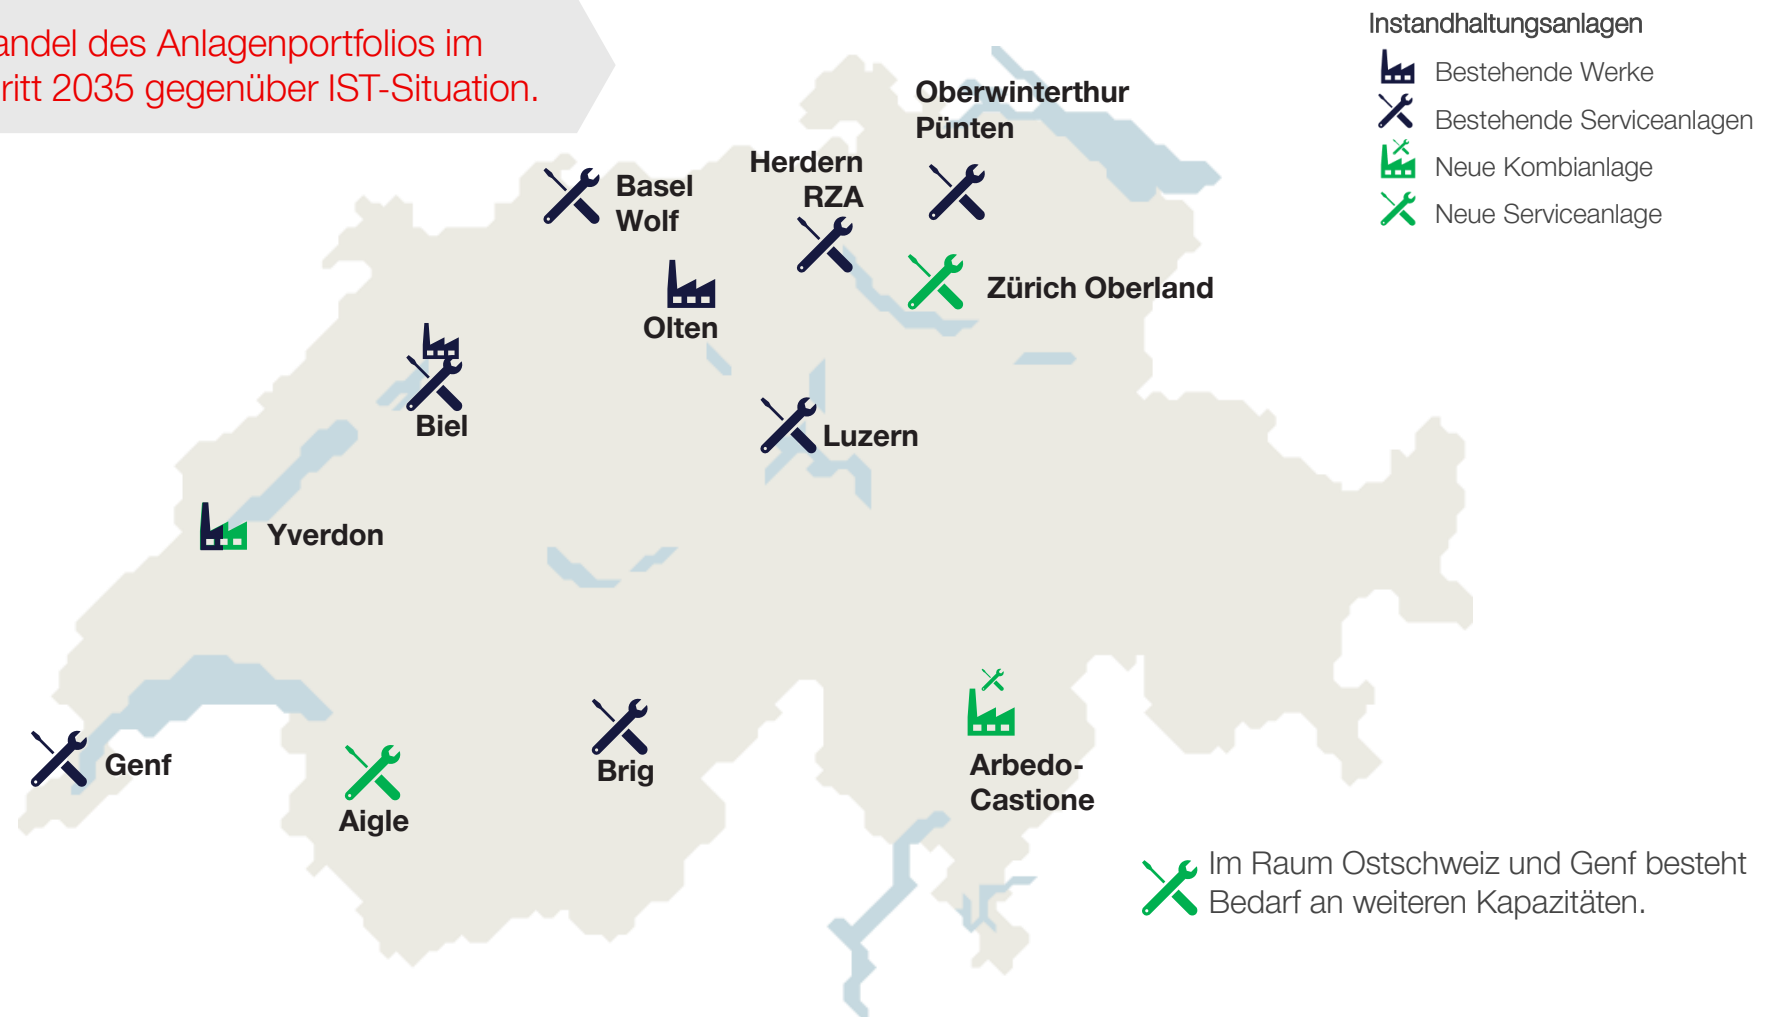 des Anlagenportfolios im
2035 gegenüber IST-Situation.
Instandhaltungsanlagen
Bestehende Werke
Bestehende Serviceanlagen
Neue Kombianlage
Neue Serviceanlage
Oberwinterthur
Pünten
Herdern
RZA
Basel
Wolf
Zürich Oberland
Olten
Biel
Luzern
Yverdon
Genf
Aigle
Brig
Arbedo-
Castione
Im Raum Ostschweiz und Genf besteht
Bedarf an weiteren Kapazitäten.